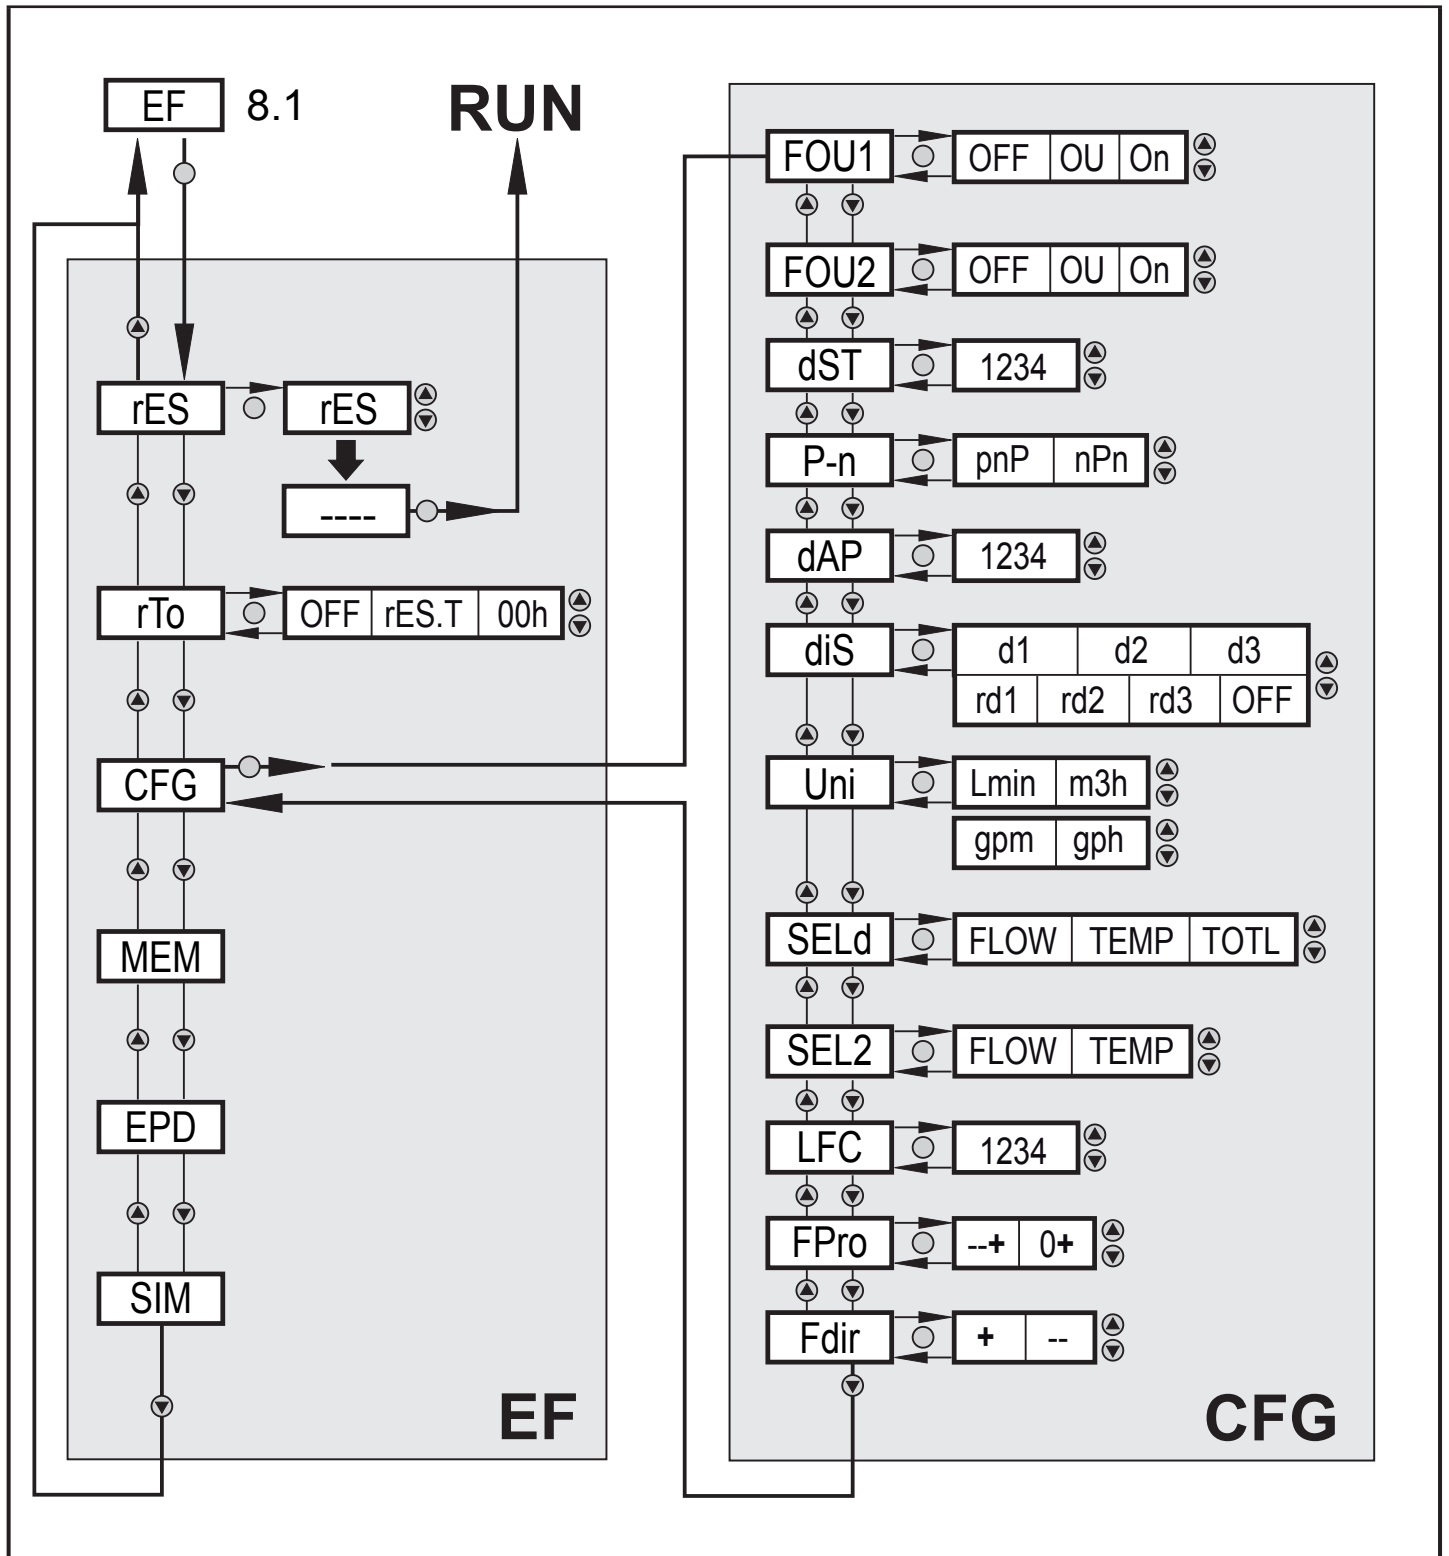 EF 8.1
RUN
rES rES
----
rTo OFF rES.T 00h
CFG
MEM
EPD
SIM
EF
FOU1 OFF OU On
FOU2 OFF OU On
dST 1234
P-n pnP nPn
dAP 1234
diS d1 d2 d3
rd1 rd2 rd3 OFF
Uni Lmin m3h
gpm gph
SELd FLOW TEMP TOTL
SEL2 FLOW TEMP
LFC 1234
FPro --+ 0+
Fdir + --
CFG